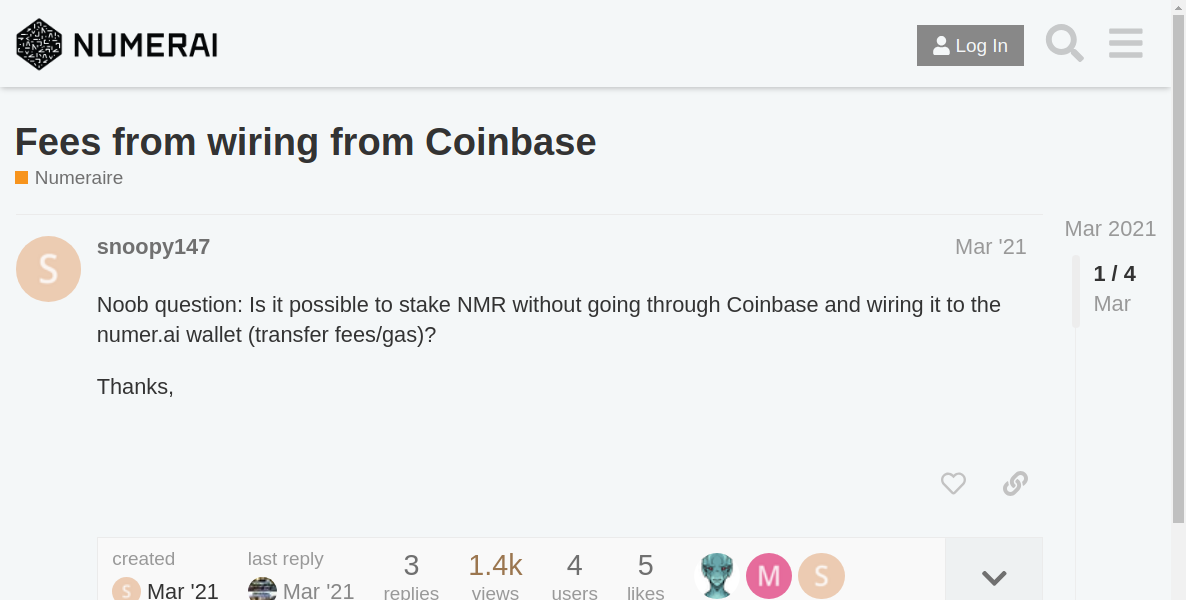 NUMERAI
Log In
Fees from wiring from Coinbase
Numeraire
Mar 2021
snoopy147
Mar '21
1 / 4
Mar
Noob question: Is it possible to stake NMR without going through Coinbase and wiring it to the
numer.ai wallet (transfer fees/gas)?
Thanks,
created
last reply
3
1.4k
4
5
S
M
S
S
Mar '21
Mar '21
replies
views
users
likes